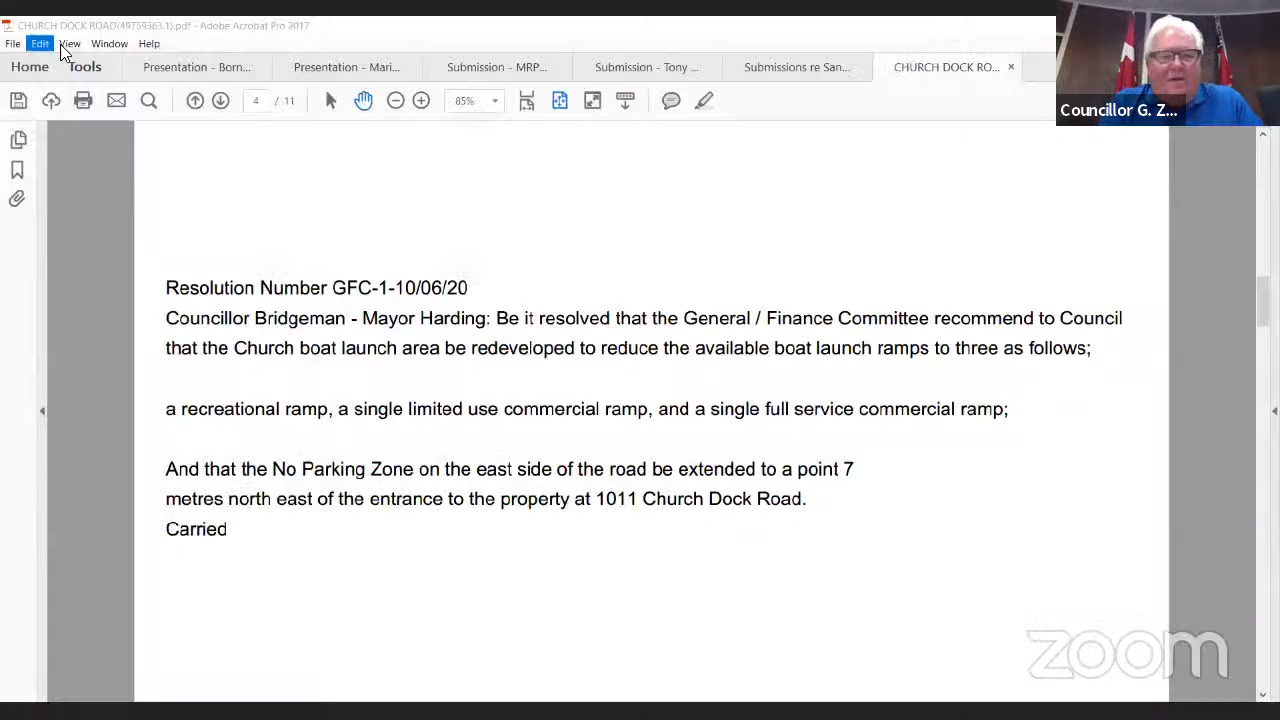 CHURCH DOCK ROAD(49759363.1).pdf - Adobe Acrobat Pro 2017
File Edit View Window Help
Home Tools Presentation - Born... Presentation - Mari... Submission - MRP... Submission - Tony ... Submissions re San... CHURCH DOCK RO... ×
4 / 11 85%
Councillor G. Z...
Resolution Number GFC-1-10/06/20
Councillor Bridgeman - Mayor Harding: Be it resolved that the General / Finance Committee recommend to Council
that the Church boat launch area be redeveloped to reduce the available boat launch ramps to three as follows;
a recreational ramp, a single limited use commercial ramp, and a single full service commercial ramp;
And that the No Parking Zone on the east side of the road be extended to a point 7
metres north east of the entrance to the property at 1011 Church Dock Road.
Carried
zoom